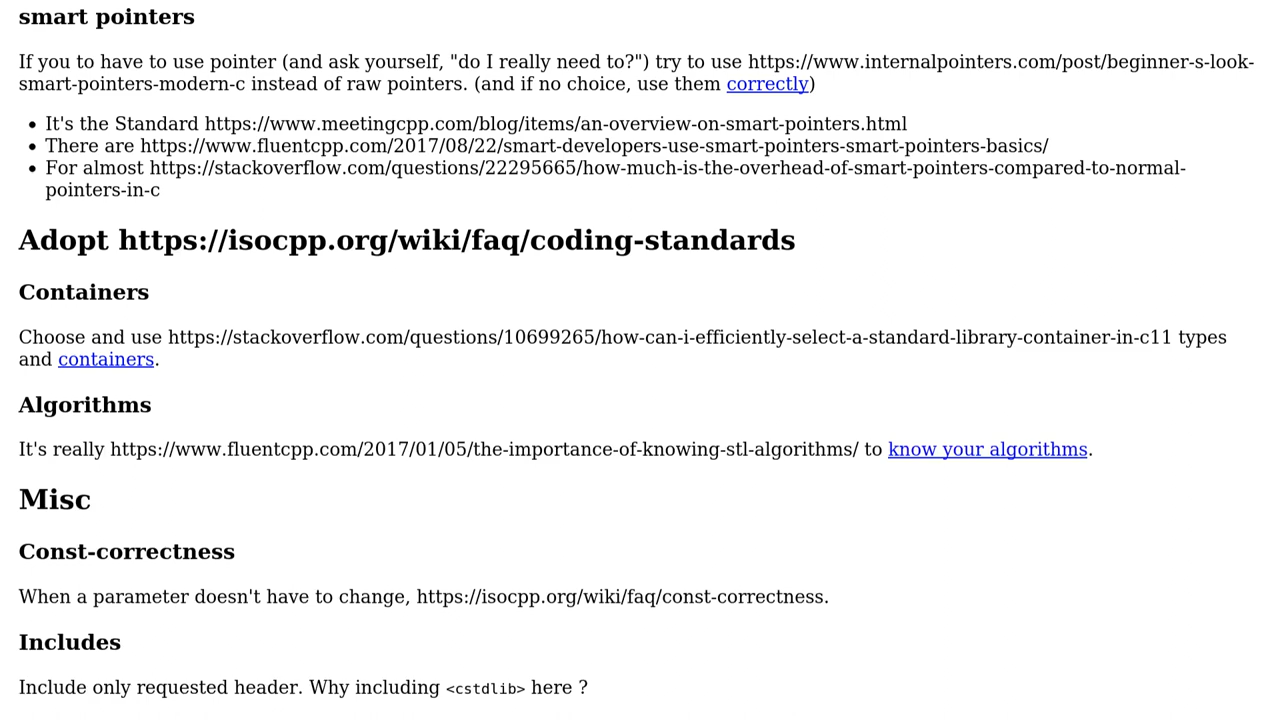 smart pointers
If you to have to use pointer (and ask yourself, "do I really need to?") try to use https://www.internalpointers.com/post/beginner-s-look-
smart-pointers-modern-c instead of raw pointers. (and if no choice, use them correctly)
• It's the Standard https://www.meetingcpp.com/blog/items/an-overview-on-smart-pointers.html
• There are https://www.fluentcpp.com/2017/08/22/smart-developers-use-smart-pointers-smart-pointers-basics/
• For almost https://stackoverflow.com/questions/22295665/how-much-is-the-overhead-of-smart-pointers-compared-to-normal-
pointers-in-c
Adopt https://isocpp.org/wiki/faq/coding-standards
Containers
Choose and use https://stackoverflow.com/questions/10699265/how-can-i-efficiently-select-a-standard-library-container-in-c11 types
and containers.
Algorithms
It's really https://www.fluentcpp.com/2017/01/05/the-importance-of-knowing-stl-algorithms/ to know your algorithms.
Misc
Const-correctness
When a parameter doesn't have to change, https://isocpp.org/wiki/faq/const-correctness.
Includes
Include only requested header. Why including <cstdlib> here ?